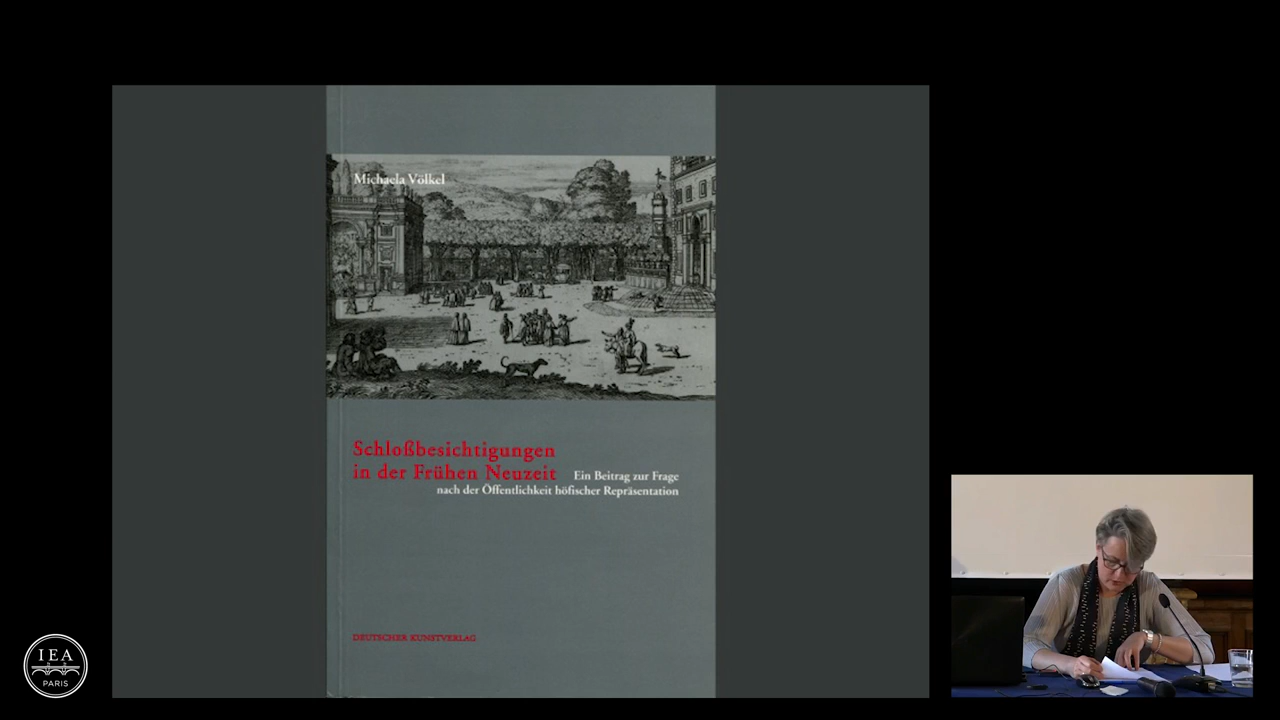 Michaela Völkel
Schloßbesichtigungen
in der Frühen Neuzeit Ein Beitrag zur Frage
nach der Öffentlichkeit höfischer Repräsentation
DEUTSCHER KUNSTVERLAG
IEA
PARIS